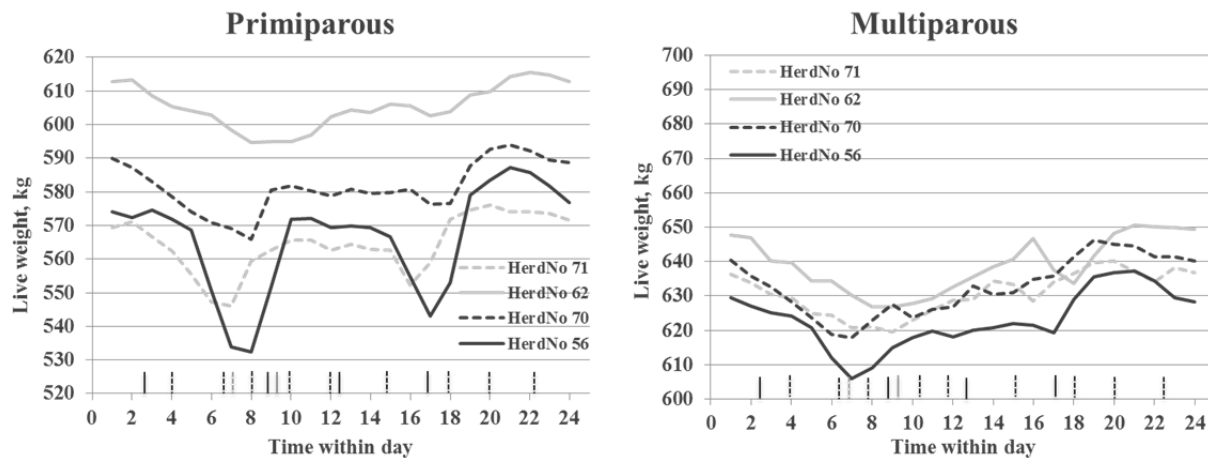 Primiparous
620
610
600
590
580
570
560
550
540
530
520
Live weight, kg
HerdNo 71
HerdNo 62
HerdNo 70
HerdNo 56
0 2 4 6 8 10 12 14 16 18 20 22 24
Time within day
Multiparous
700
690
680
670
660
650
640
630
620
610
600
Live weight, kg
HerdNo 71
HerdNo 62
HerdNo 70
HerdNo 56
0 2 4 6 8 10 12 14 16 18 20 22 24
Time within day